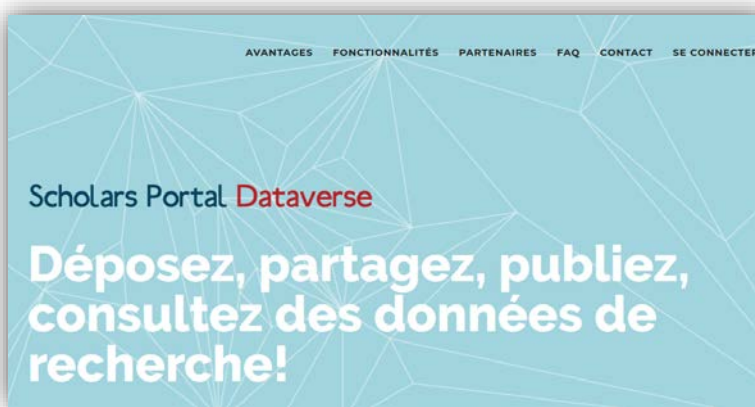 AVANTAGES FONCTIONNALITÉS PARTENAIRES FAQ CONTACT SE CONNECTER
Scholars Portal Dataverse
Déposez, partagez, publiez,
consultez des données de
recherche!